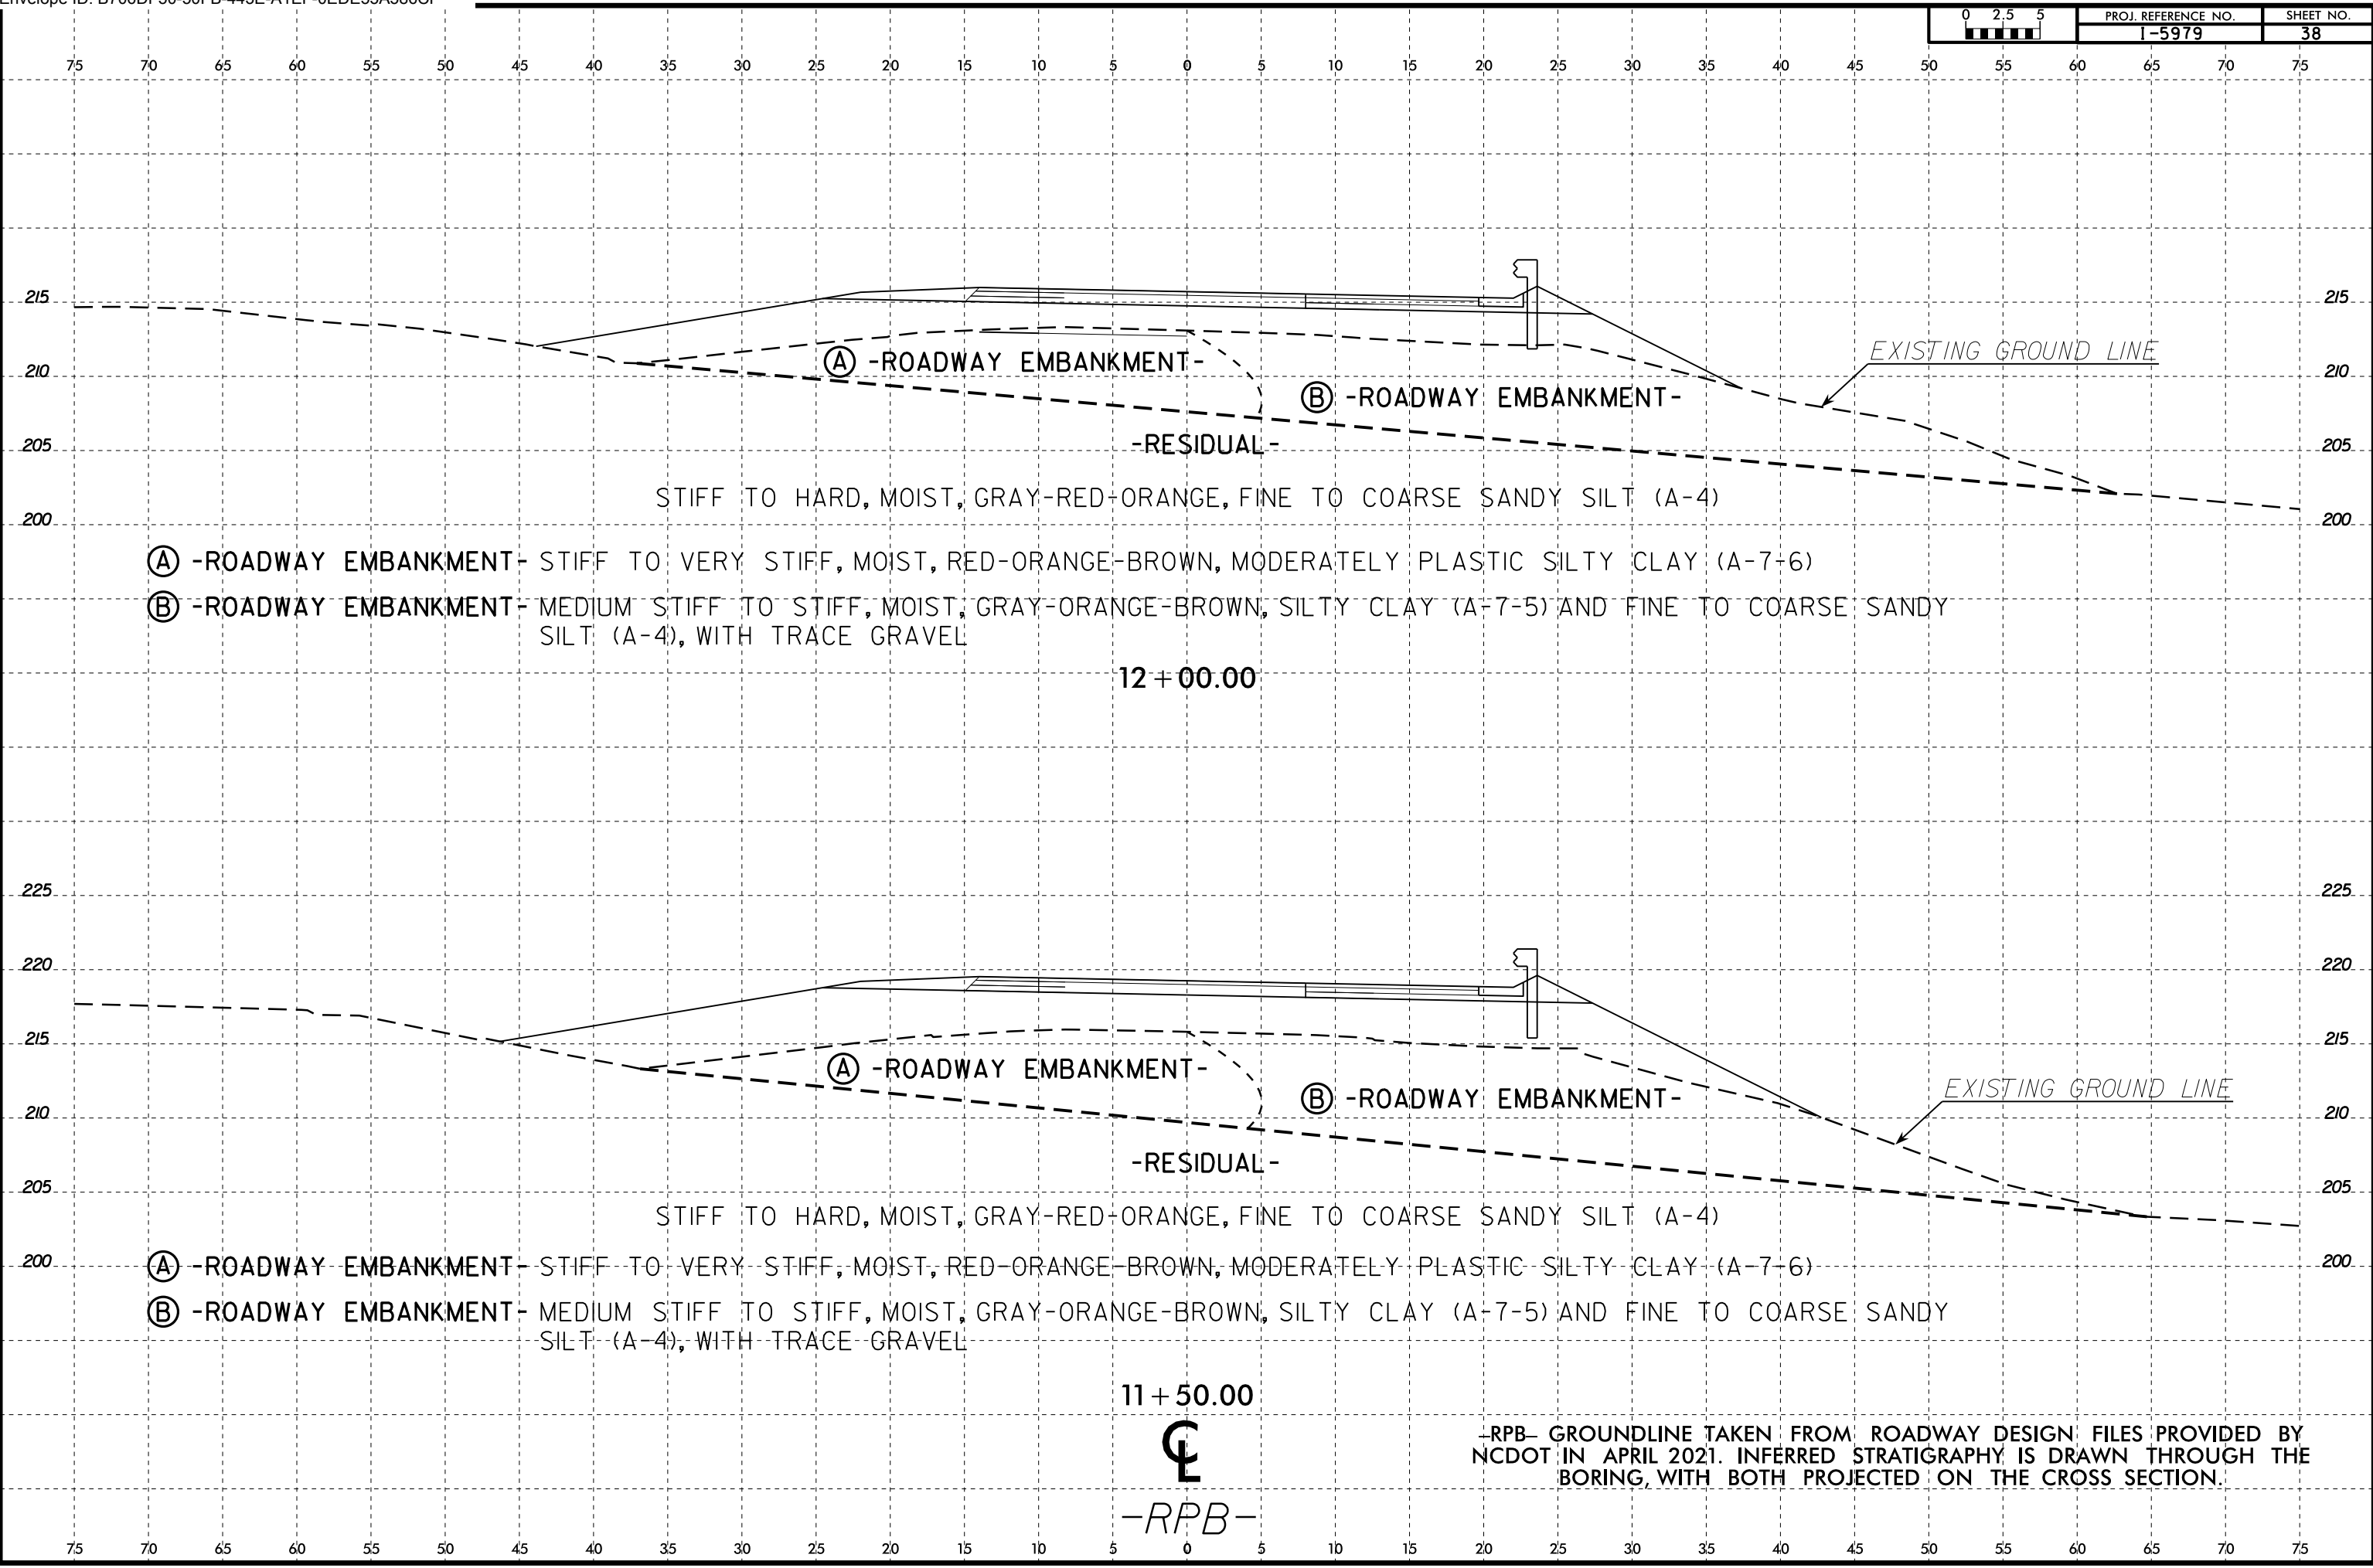 0 2.5 5
PROJ. REFERENCE NO. SHEET NO.
I-5979 38
75 70 65 60 55 50 45 40 35 30 25 20 15 10 5 0 5 10 15 20 25 30 35 40 45 50 55 60 65 70 75
215 215
EXISTING GROUND LINE
A -ROADWAY EMBANKMENT-
210 210
B -ROADWAY EMBANKMENT-
205 -RESIDUAL- 205
STIFF TO HARD, MOIST, GRAY-RED-ORANGE, FINE TO COARSE SANDY SILT (A-4)
200 200
A -ROADWAY EMBANKMENT- STIFF TO VERY STIFF, MOIST, RED-ORANGE-BROWN, MODERATELY PLASTIC SILTY CLAY (A-7-6)
B -ROADWAY EMBANKMENT- MEDIUM STIFF TO STIFF, MOIST, GRAY-ORANGE-BROWN, SILTY CLAY (A-7-5) AND FINE TO COARSE SANDY
SILT (A-4), WITH TRACE GRAVEL
12+00.00
225 225
220 220
215 215
A -ROADWAY EMBANKMENT-
EXISTING GROUND LINE
B -ROADWAY EMBANKMENT-
210 210
-RESIDUAL-
205 205
STIFF TO HARD, MOIST, GRAY-RED-ORANGE, FINE TO COARSE SANDY SILT (A-4)
200 200
A -ROADWAY EMBANKMENT- STIFF TO VERY STIFF, MOIST, RED-ORANGE-BROWN, MODERATELY PLASTIC SILTY CLAY (A-7-6)
B -ROADWAY EMBANKMENT- MEDIUM STIFF TO STIFF, MOIST, GRAY-ORANGE-BROWN, SILTY CLAY (A-7-5) AND FINE TO COARSE SANDY
SILT (A-4), WITH TRACE GRAVEL
11+50.00
℄
-RPB-
-RPB- GROUNDLINE TAKEN FROM ROADWAY DESIGN FILES PROVIDED BY
NCDOT IN APRIL 2021. INFERRED STRATIGRAPHY IS DRAWN THROUGH THE
BORING, WITH BOTH PROJECTED ON THE CROSS SECTION.
75 70 65 60 55 50 45 40 35 30 25 20 15 10 5 0 5 10 15 20 25 30 35 40 45 50 55 60 65 70 75